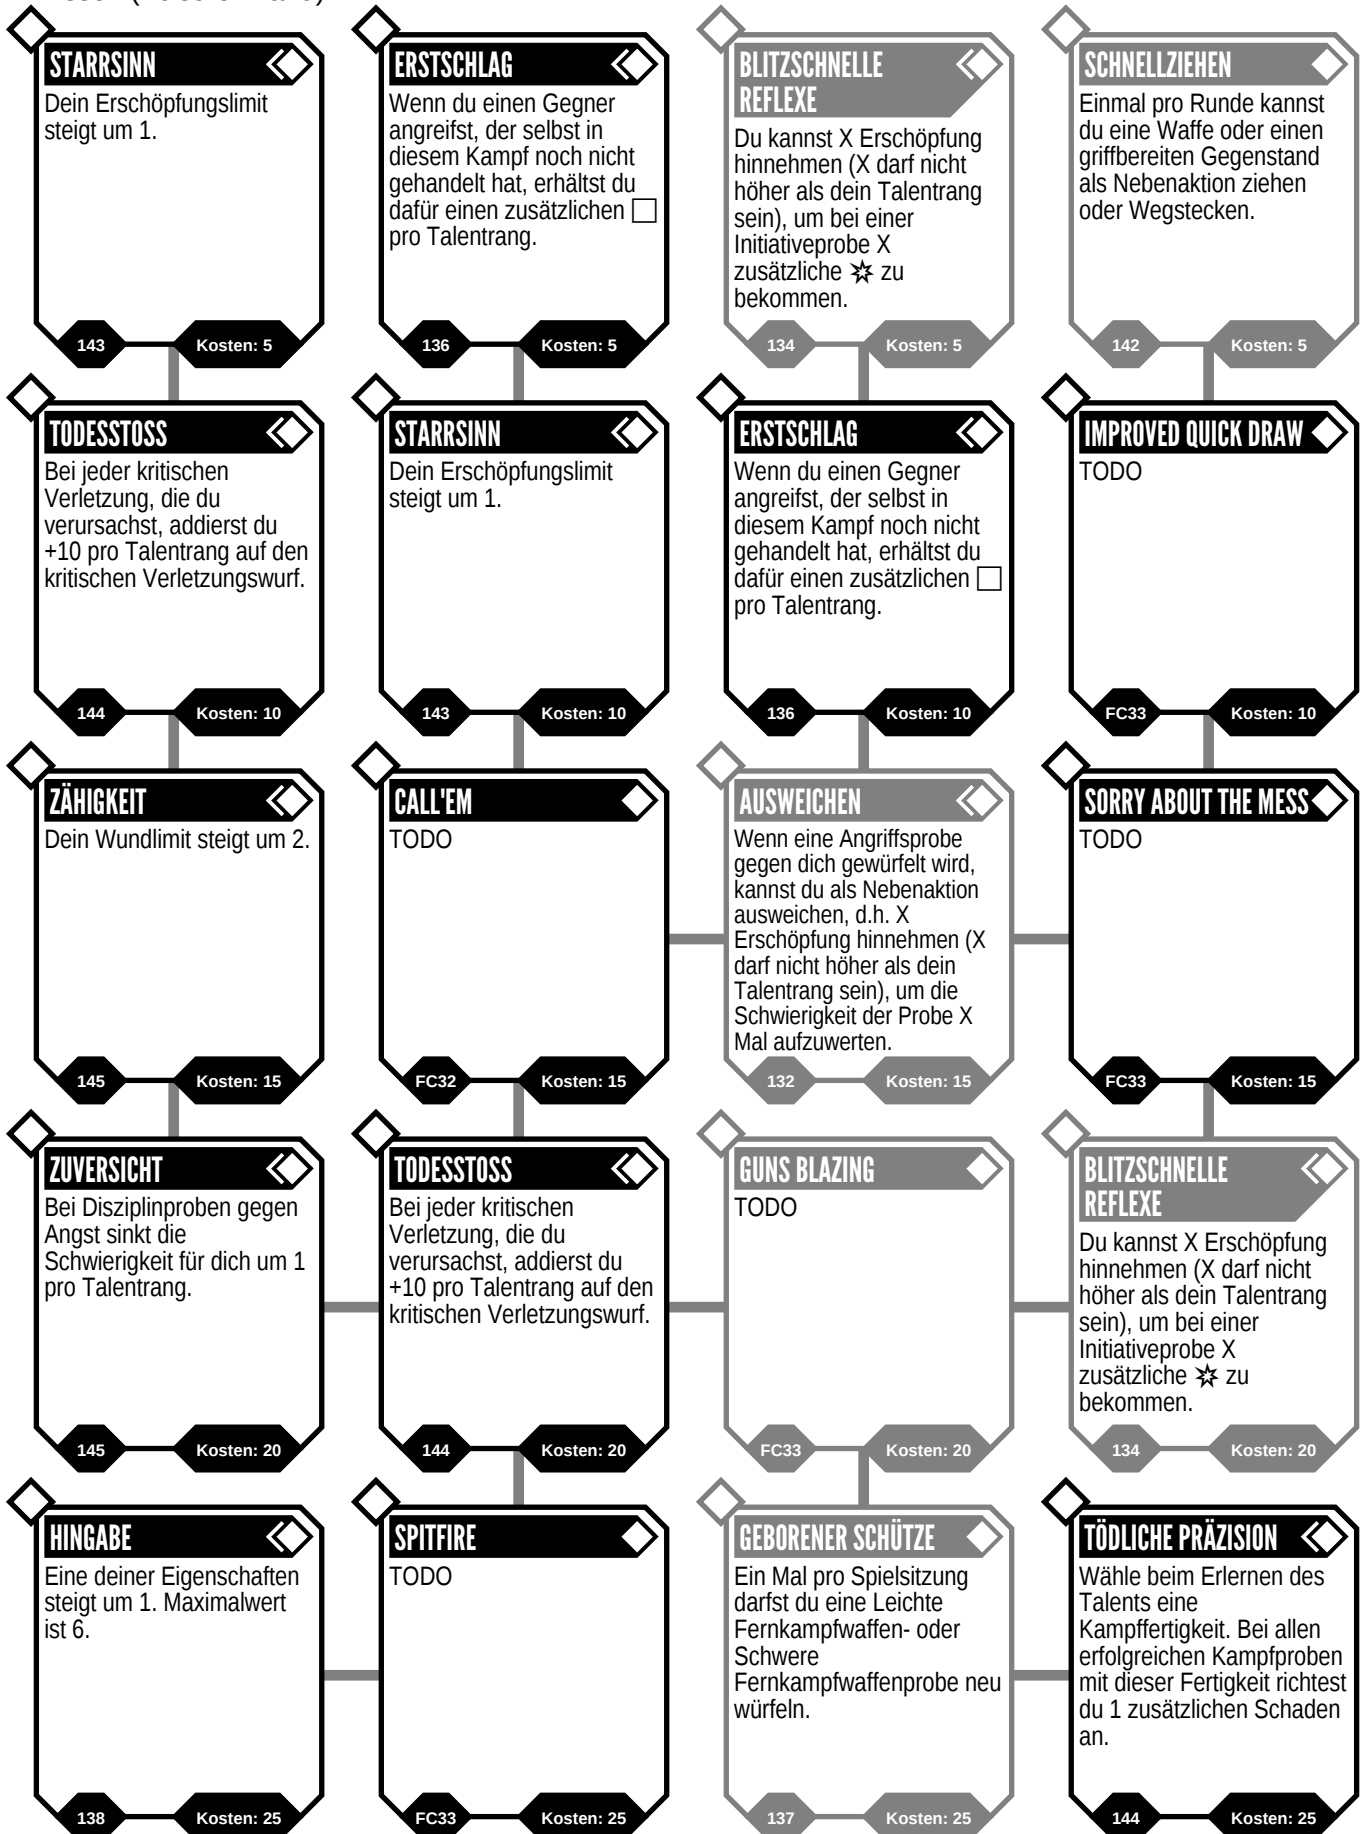 STARRSINN
Dein Erschöpfungslimit
steigt um 1.
143
Kosten: 5
ERSTSCHLAG
Wenn du einen Gegner
angreifst, der selbst in
diesem Kampf noch nicht
gehandelt hat, erhältst du
dafür einen zusätzlichen
pro Talentrang.
136
Kosten: 5
BLITZSCHNELLE
REFLEXE
Du kannst X Erschöpfung
hinnehmen (X darf nicht
höher als dein Talentrang
sein), um bei einer
Initiativeprobe X
zusätzliche zu
bekommen.
134
Kosten: 5
SCHNELLZIEHEN
Einmal pro Runde kannst
du eine Waffe oder einen
griffbereiten Gegenstand
als Nebenaktion ziehen
oder Wegstecken.
142
Kosten: 5
TODESSTOSS
Bei jeder kritischen
Verletzung, die du
verursachst, addierst du
+10 pro Talentrang auf den
kritischen Verletzungswurf.
144
Kosten: 10
STARRSINN
Dein Erschöpfungslimit
steigt um 1.
143
Kosten: 10
ERSTSCHLAG
Wenn du einen Gegner
angreifst, der selbst in
diesem Kampf noch nicht
gehandelt hat, erhältst du
dafür einen zusätzlichen
pro Talentrang.
136
Kosten: 10
IMPROVED QUICK DRAW
TODO
FC33
Kosten: 10
ZÄHIGKEIT
Dein Wundlimit steigt um 2.
145
Kosten: 15
CALL'EM
TODO
FC32
Kosten: 15
AUSWEICHEN
Wenn eine Angriffsprobe
gegen dich gewürfelt wird,
kannst du als Nebenaktion
ausweichen, d.h. X
Erschöpfung hinnehmen (X
darf nicht höher als dein
Talentrang sein), um die
Schwierigkeit der Probe X
Mal aufzuwerten.
132
Kosten: 15
SORRY ABOUT THE MESS
TODO
FC33
Kosten: 15
ZUVERSICHT
Bei Disziplinproben gegen
Angst sinkt die
Schwierigkeit für dich um 1
pro Talentrang.
145
Kosten: 20
TODESSTOSS
Bei jeder kritischen
Verletzung, die du
verursachst, addierst du
+10 pro Talentrang auf den
kritischen Verletzungswurf.
144
Kosten: 20
GUNS BLAZING
TODO
FC33
Kosten: 20
BLITZSCHNELLE
REFLEXE
Du kannst X Erschöpfung
hinnehmen (X darf nicht
höher als dein Talentrang
sein), um bei einer
Initiativeprobe X
zusätzliche zu
bekommen.
134
Kosten: 20
HINGABE
Eine deiner Eigenschaften
steigt um 1. Maximalwert
ist 6.
138
Kosten: 25
SPITFIRE
TODO
FC33
Kosten: 25
GEBORENER SCHÜTZE
Ein Mal pro Spielsitzung
darfst du eine Leichte
Fernkampfwaffen- oder
Schwere
Fernkampfwaffenprobe neu
würfeln.
137
Kosten: 25
TÖDLICHE PRÄZISION
Wähle beim Erlernen des
Talents eine
Kampffertigkeit. Bei allen
erfolgreichen Kampfproben
mit dieser Fertigkeit richtest
du 1 zusätzlichen Schaden
an.
144
Kosten: 25